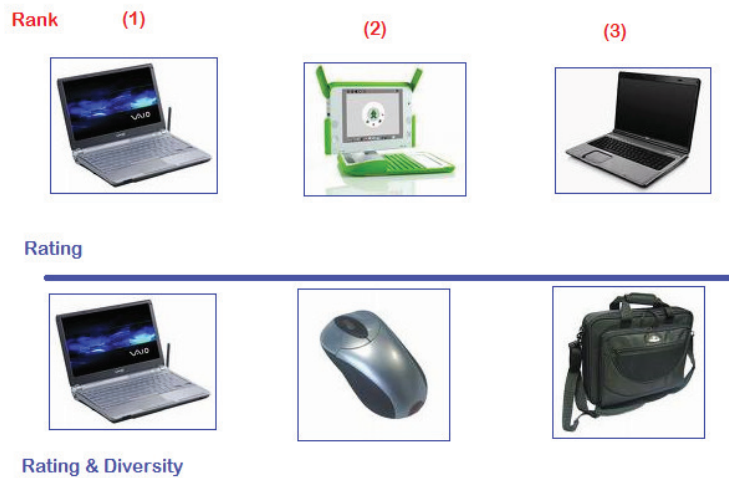 Rank (1) (2) (3)
VAIO
Rating
VAIO
Rating & Diversity